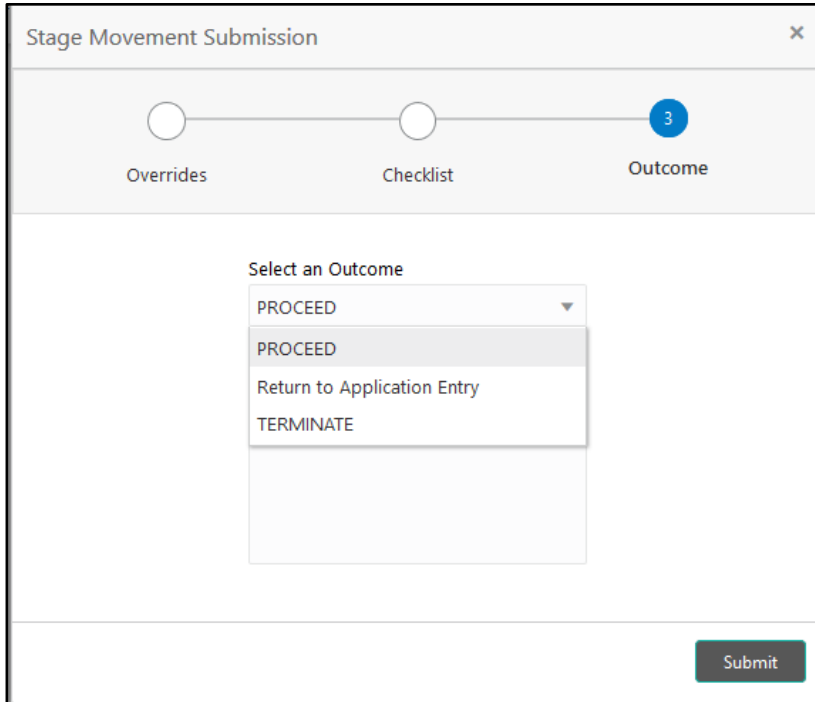 Stage Movement Submission
×
3
Overrides
Checklist
Outcome
Select an Outcome
PROCEED
PROCEED
Return to Application Entry
TERMINATE
Submit